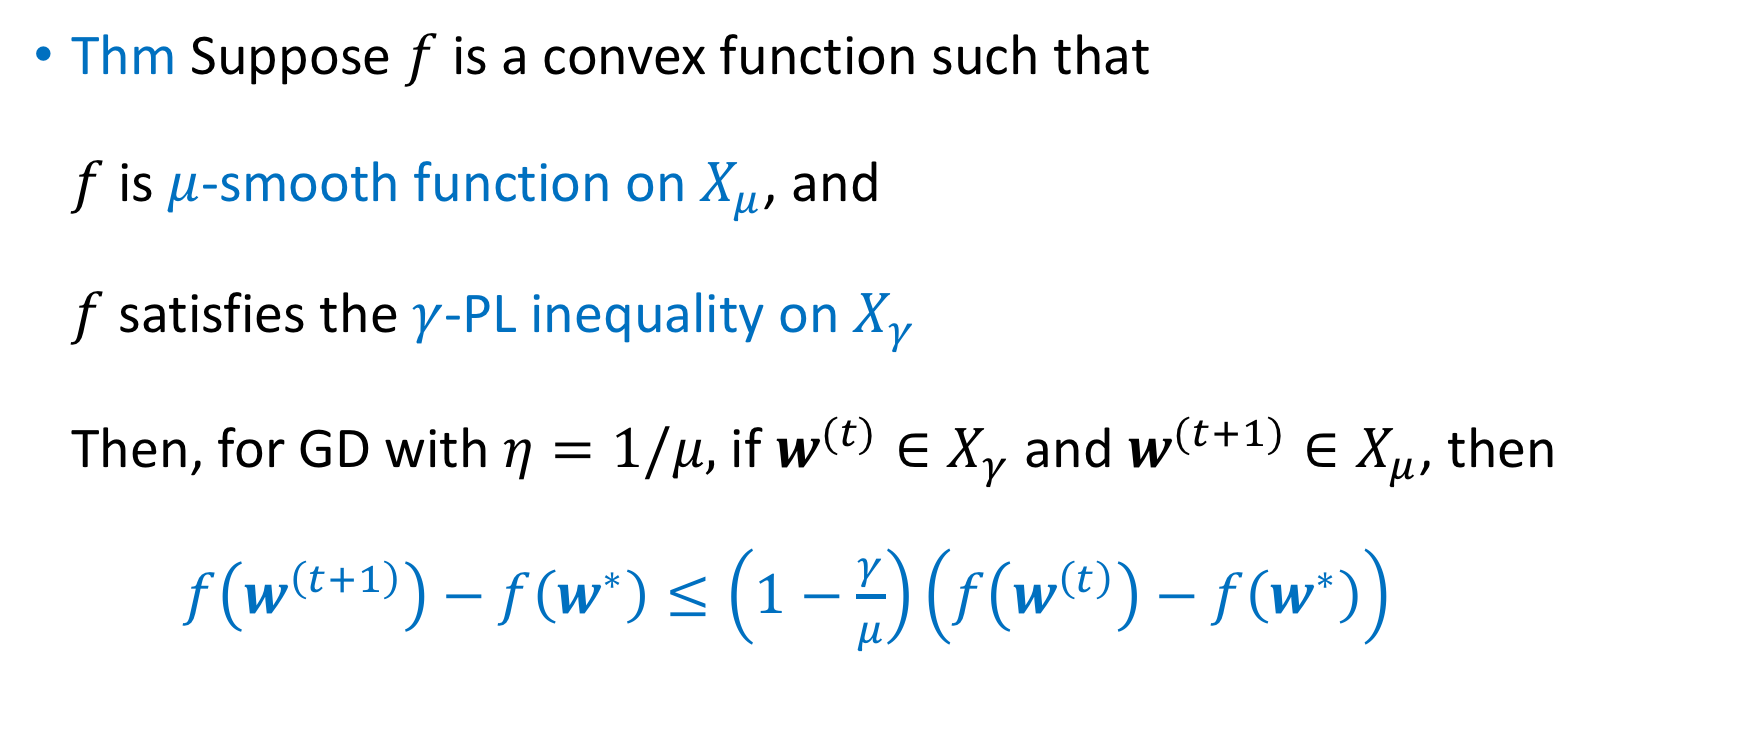 • Thm Suppose 𝑓 is a convex function such that
𝑓 is 𝜇-smooth function on 𝑋_𝜇, and
𝑓 satisfies the 𝛾-PL inequality on 𝑋_𝛾
Then, for GD with 𝜂 = 1/𝜇, if 𝒘^(𝑡) ∈ 𝑋_𝛾 and 𝒘^(𝑡+1) ∈ 𝑋_𝜇, then
𝑓(𝒘^(𝑡+1)) − 𝑓(𝒘^*) ≤ (1 − 𝛾/𝜇)(𝑓(𝒘^(𝑡)) − 𝑓(𝒘^*))